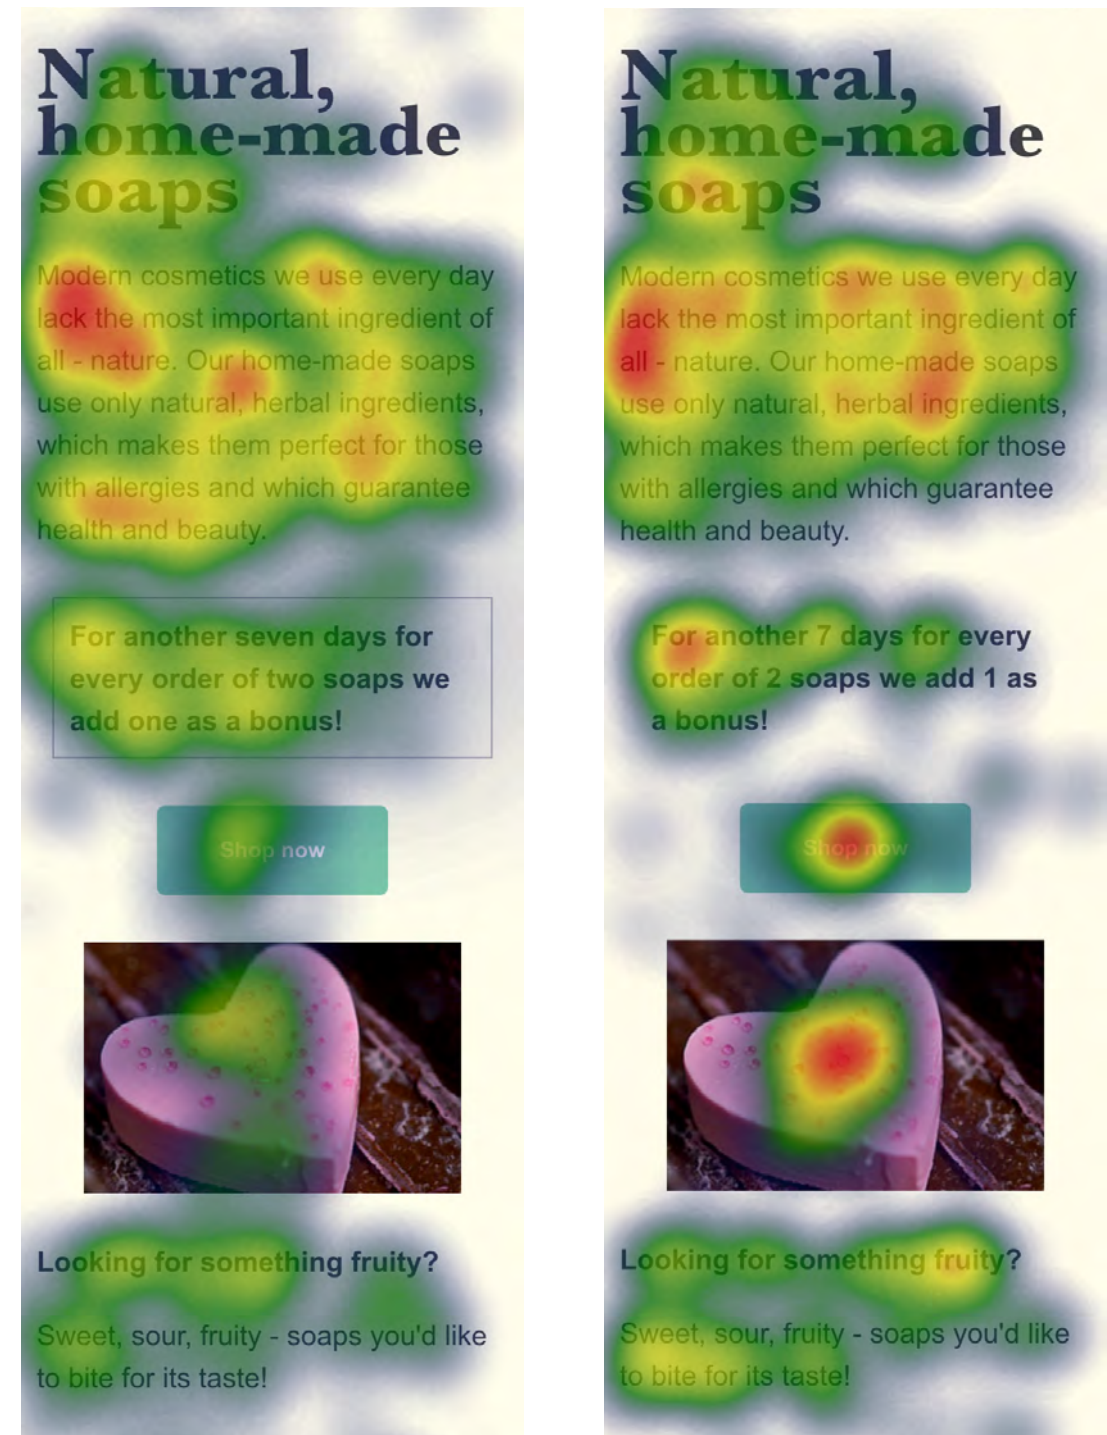 Natural,
home-made
soaps
Modern cosmetics we use every day
lack the most important ingredient of
all - nature. Our home-made soaps
use only natural, herbal ingredients,
which makes them perfect for those
with allergies and which guarantee
health and beauty.
For another seven days for
every order of two soaps we
add one as a bonus!
Shop now
Looking for something fruity?
Sweet, sour, fruity - soaps you'd like
to bite for its taste!
Natural,
home-made
soaps
Modern cosmetics we use every day
lack the most important ingredient of
all - nature. Our home-made soaps
use only natural, herbal ingredients,
which makes them perfect for those
with allergies and which guarantee
health and beauty.
For another 7 days for every
order of 2 soaps we add 1 as
a bonus!
Shop now
Looking for something fruity?
Sweet, sour, fruity - soaps you'd like
to bite for its taste!